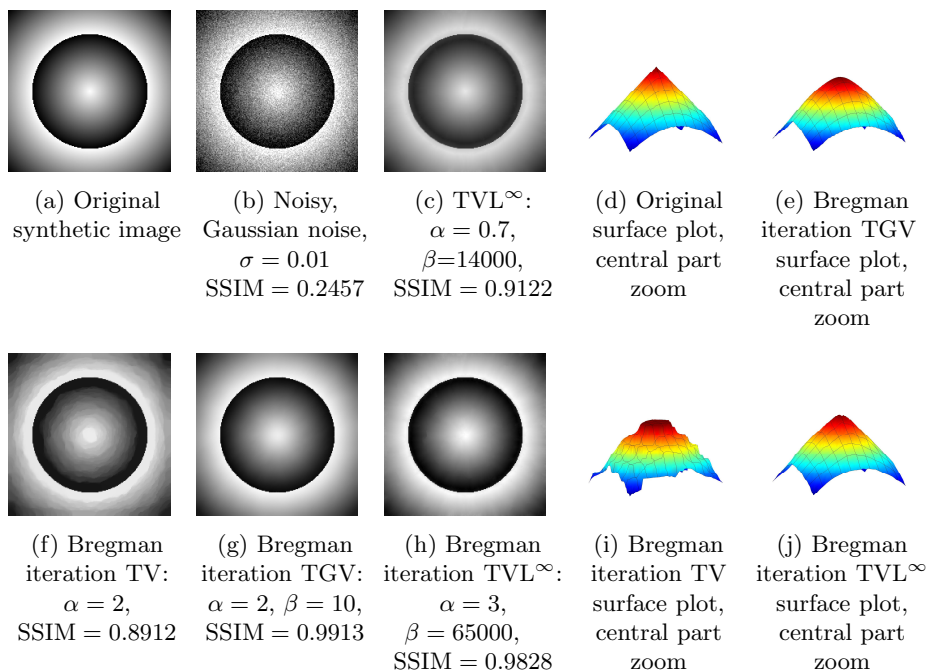 (a) Original
synthetic image
(b) Noisy,
Gaussian noise,
σ = 0.01
SSIM = 0.2457
(c) TVL∞:
α = 0.7,
β=14000,
SSIM = 0.9122
(d) Original
surface plot,
central part
zoom
(e) Bregman
iteration TGV
surface plot,
central part
zoom
(f) Bregman
iteration TV:
α = 2,
SSIM = 0.8912
(g) Bregman
iteration TGV:
α = 2, β = 10,
SSIM = 0.9913
(h) Bregman
iteration TVL∞:
α = 3,
β = 65000,
SSIM = 0.9828
(i) Bregman
iteration TV
surface plot,
central part
zoom
(j) Bregman
iteration TVL∞
surface plot,
central part
zoom